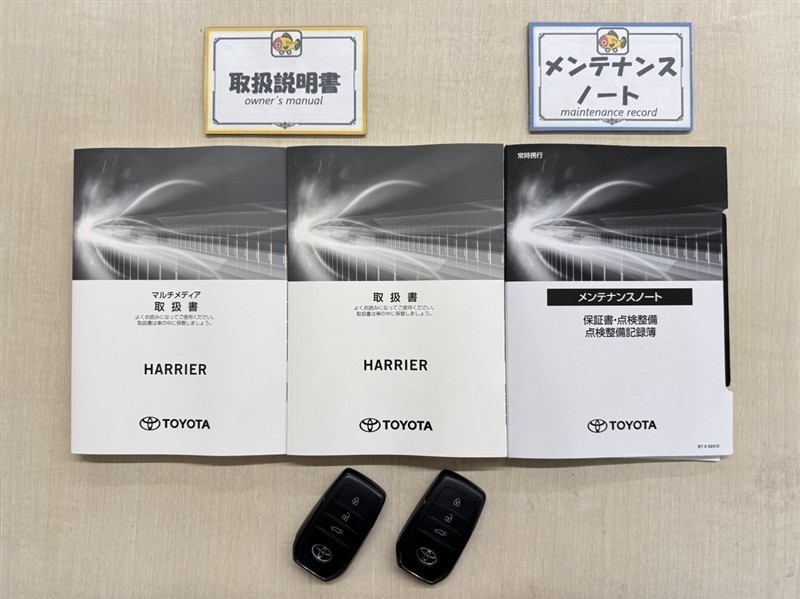 取扱説明書
owner's manual
メンテナンス
ノート
maintenance record
マルチメディア
取扱書
よくお読みになってご使用ください。
取扱書は車の中に保管しましょう。
HARRIER
TOYOTA
取扱書
よくお読みになってご使用ください。
取扱書は車の中に保管しましょう。
HARRIER
TOYOTA
常時携行
メンテナンスノート
保証書・点検整備
点検整備記録簿
TOYOTA